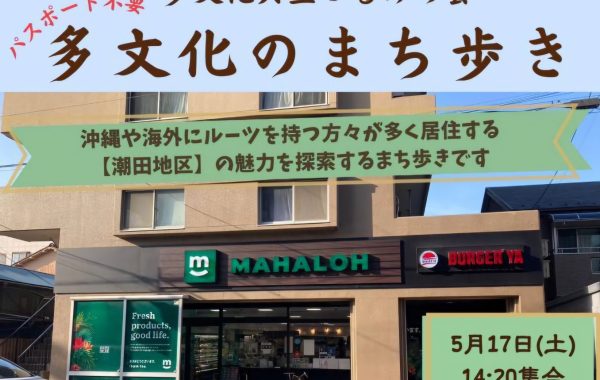 パスポート不要
多文化のまち歩き
沖縄や海外にルーツを持つ方々が多く居住する
【潮田地区】の魅力を探索するまち歩きです
m MAHALOH
BURGER YA
Fresh
products,
good life.
5月17日(土)
14:20集合